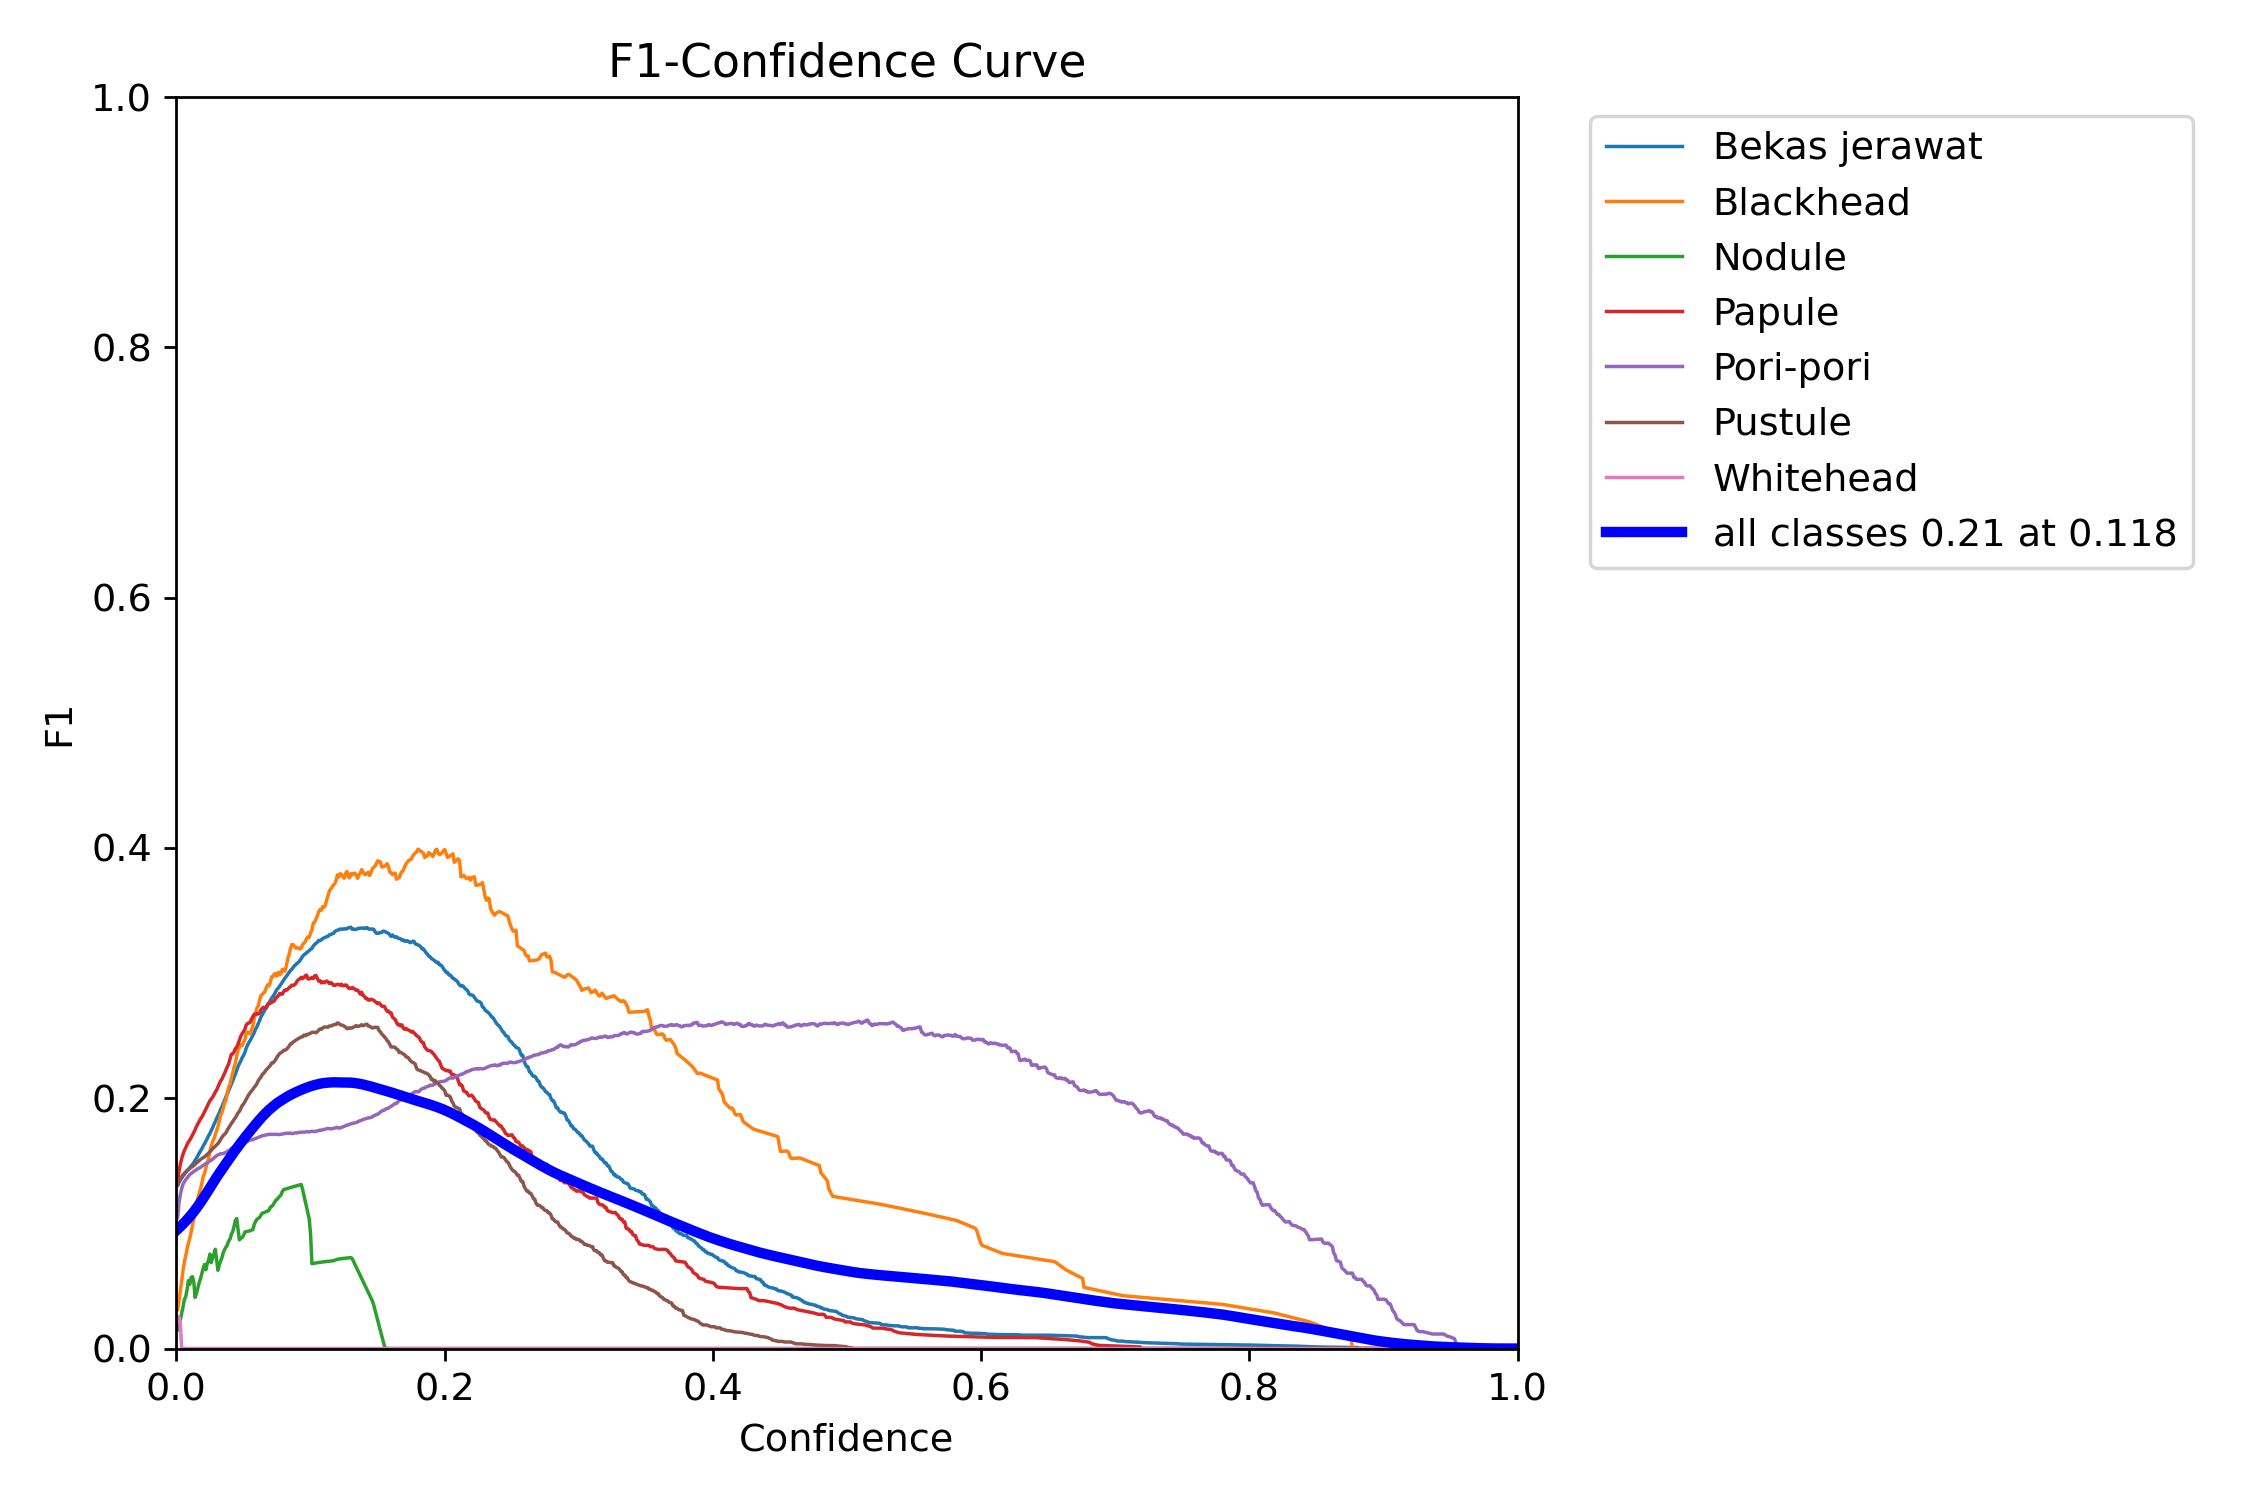 F1-Confidence Curve
1.0
0.8
0.6
0.4
0.2
0.0
F1
0.0 0.2 0.4 0.6 0.8 1.0
Confidence
Bekas jerawat
Blackhead
Nodule
Papule
Pori-pori
Pustule
Whitehead
all classes 0.21 at 0.118